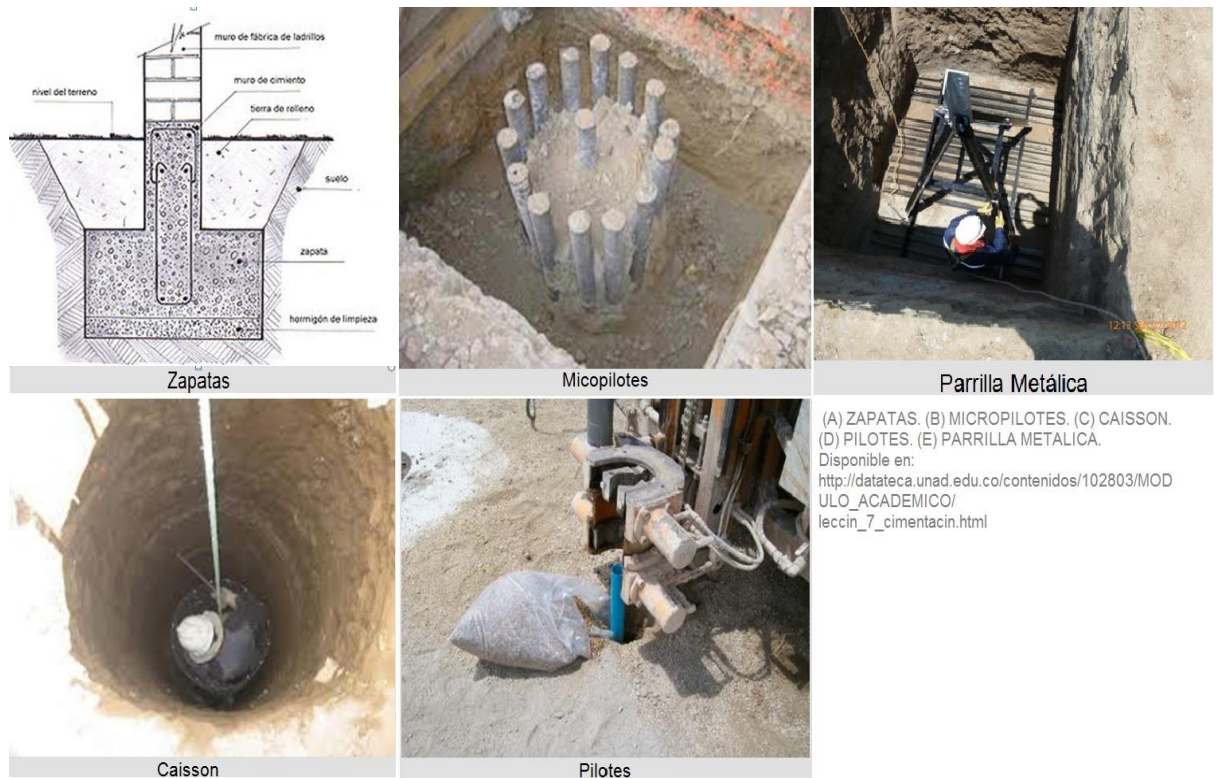 muro de fábrica de ladrillos
muro de cimiento
nivel del terreno
tierra de relleno
suelo
zapata
hormigón de limpieza
Zapatas
Micopilotes
Parrilla Metálica
(A) ZAPATAS. (B) MICROPILOTES. (C) CAISSON.
(D) PILOTES. (E) PARRILLA METALICA.
Disponible en:
http://datateca.unad.edu.co/contenidos/102803/MOD
ULO_ACADEMICO/
leccin_7_cimentacin.html
Caisson
Pilotes